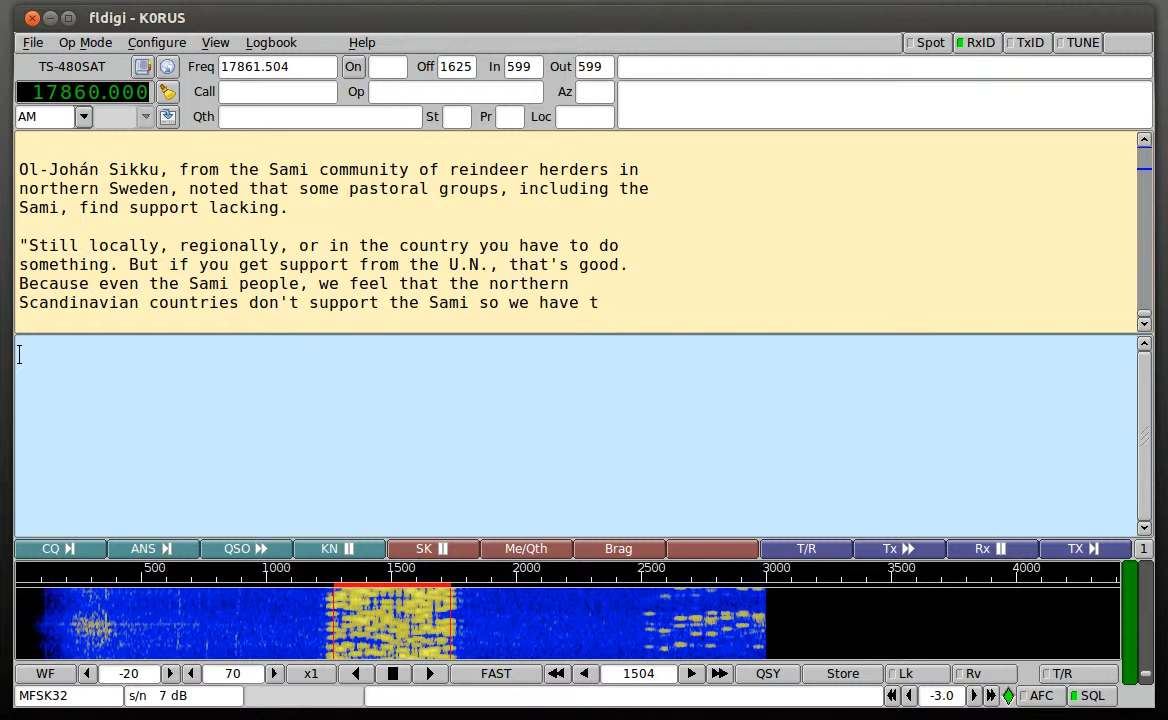 fldigi - K0RUS
File Op Mode Configure View Logbook Help Spot RxID TxID TUNE
TS-480SAT Freq 17861.504 On Off 1625 In 599 Out 599
17860.000 Call Op Az
AM Qth St Pr Loc
Ol-Johán Sikku, from the Sami community of reindeer herders in
northern Sweden, noted that some pastoral groups, including the
Sami, find support lacking.
"Still locally, regionally, or in the country you have to do
something. But if you get support from the U.N., that's good.
Because even the Sami people, we feel that the northern
Scandinavian countries don't support the Sami so we have t
CQ ANS QSO KN SK Me/Qth Brag T/R Tx Rx TX 1
500 1000 1500 2000 2500 3000 3500 4000
WF -20 70 x1 FAST 1504 QSY Store Lk Rv T/R
MFSK32 s/n 7 dB -3.0 AFC SQL